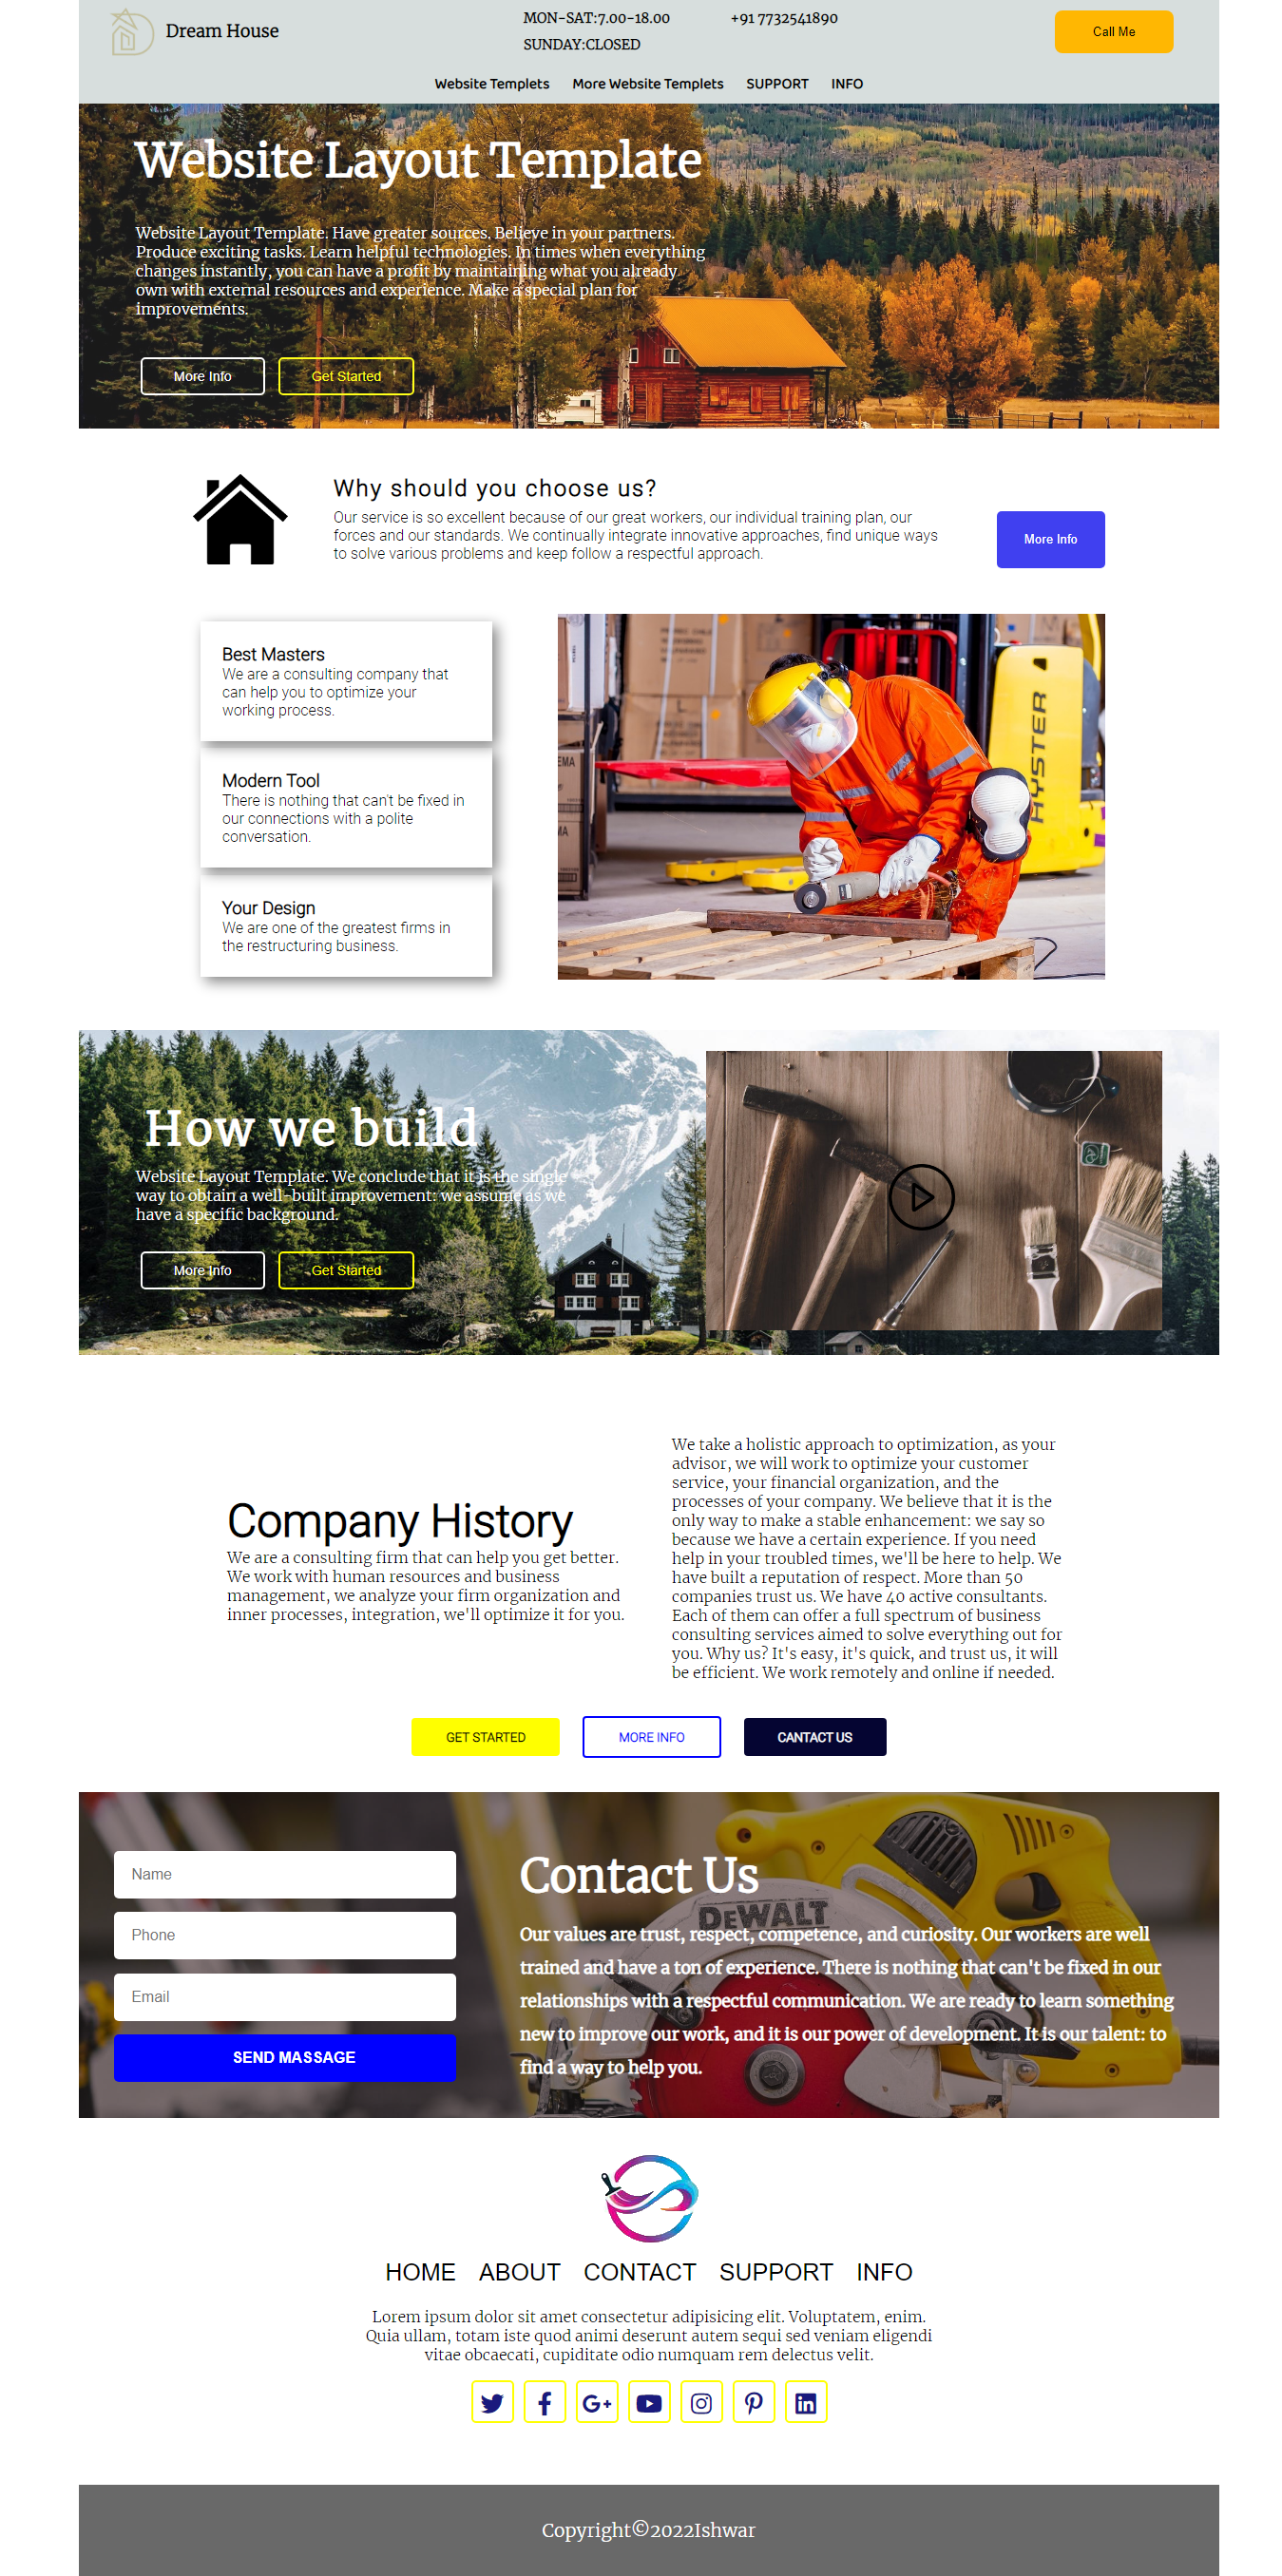 Dream House
MON-SAT:7.00-18.00
SUNDAY:CLOSED
+91 7732541890
Call Me
Website Templets
More Website Templets
SUPPORT
INFO
Website Layout Template
Website Layout Template. Have greater sources. Believe in your partners.
Produce exciting tasks. Learn helpful technologies. In times when everything
changes instantly, you can have a profit by maintaining what you already
own with external resources and experience. Make a special plan for
improvements.
More Info
Get Started
Why should you choose us?
Our service is so excellent because of our great workers, our individual training plan, our
forces and our standards. We continually integrate innovative approaches, find unique ways
to solve various problems and keep follow a respectful approach.
More Info
Best Masters
We are a consulting company that
can help you to optimize your
working process.
Modern Tool
There is nothing that can't be fixed in
our connections with a polite
conversation.
Your Design
We are one of the greatest firms in
the restructuring business.
HYSTER
How we build
Website Layout Template. We conclude that it is the single
way to obtain a well-built improvement: we assume as we
have a specific background.
More Info
Get Started
Company History
We are a consulting firm that can help you get better.
We work with human resources and business
management, we analyze your firm organization and
inner processes, integration, we'll optimize it for you.
We take a holistic approach to optimization, as your
advisor, we will work to optimize your customer
service, your financial organization, and the
processes of your company. We believe that it is the
only way to make a stable enhancement: we say so
because we have a certain experience. If you need
help in your troubled times, we'll be here to help. We
have built a reputation of respect. More than 50
companies trust us. We have 40 active consultants.
Each of them can offer a full spectrum of business
consulting services aimed to solve everything out for
you. Why us? It's easy, it's quick, and trust us, it will
be efficient. We work remotely and online if needed.
GET STARTED
MORE INFO
CANTACT US
Name
Phone
Email
SEND MASSAGE
Contact Us
DEWALT
Our values are trust, respect, competence, and curiosity. Our workers are well
trained and have a ton of experience. There is nothing that can't be fixed in our
relationships with a respectful communication. We are ready to learn something
new to improve our work, and it is our power of development. It is our talent: to
find a way to help you.
HOME
ABOUT
CONTACT
SUPPORT
INFO
Lorem ipsum dolor sit amet consectetur adipisicing elit. Voluptatem, enim.
Quia ullam, totam iste quod animi deserunt autem sequi sed veniam eligendi
vitae obcaecati, cupiditate odio numquam rem delectus velit.
Copyright©2022Ishwar